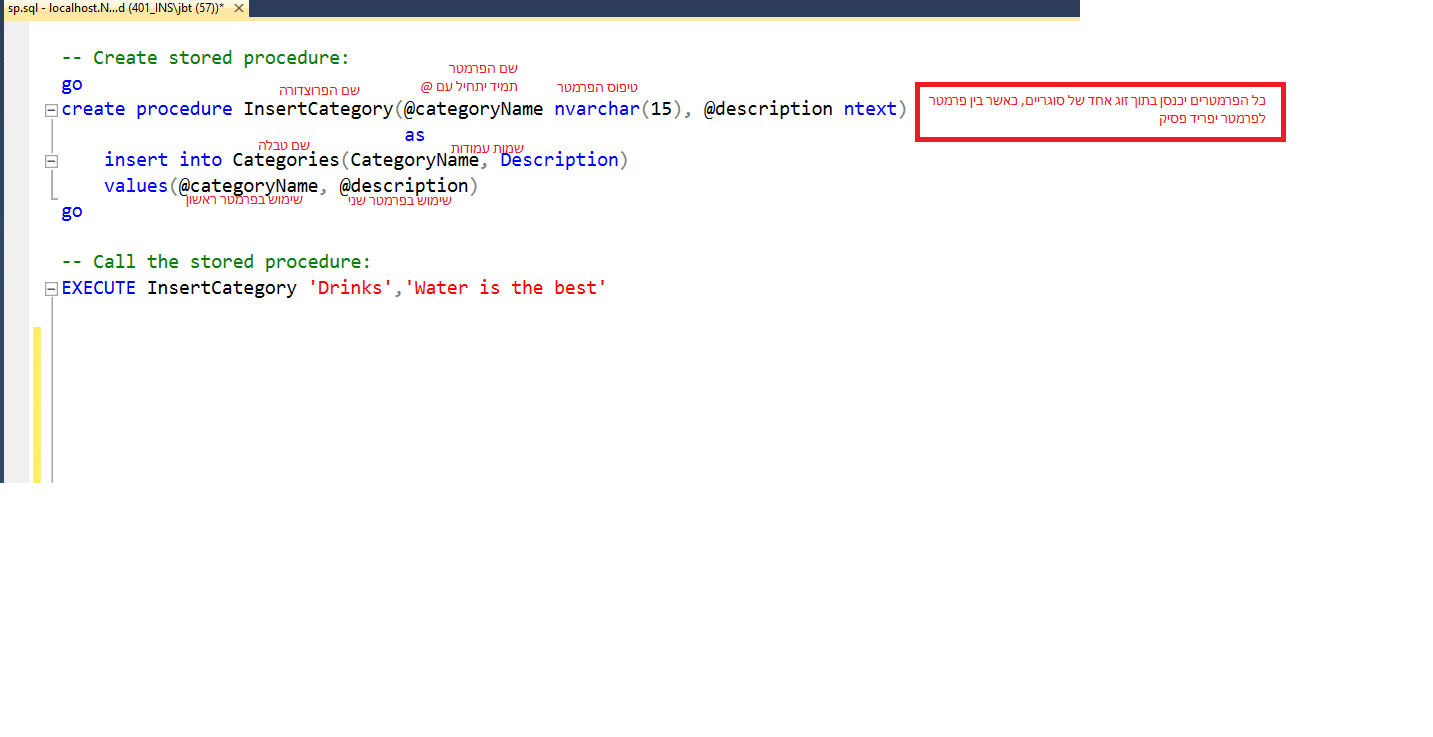 sp.sql - localhost.N...d (401_INS\jbt (57))* ✕
-- Create stored procedure:
שם הפרמטר
תמיד יתחיל עם @
go
שם הפרוצדורה
טיפוס הפרמטר
create procedure InsertCategory(@categoryName nvarchar(15), @description ntext)
כל הפרמטרים יכנסן בתוך זוג אחד של סוגריים, כאשר בין פרמטר
לפרמטר יפריד פסיק
as
שם טבלה
שמות עמודות
insert into Categories(CategoryName, Description)
values(@categoryName, @description)
שימוש בפרמטר ראשון
שימוש בפרמטר שני
go
-- Call the stored procedure:
EXECUTE InsertCategory 'Drinks','Water is the best'